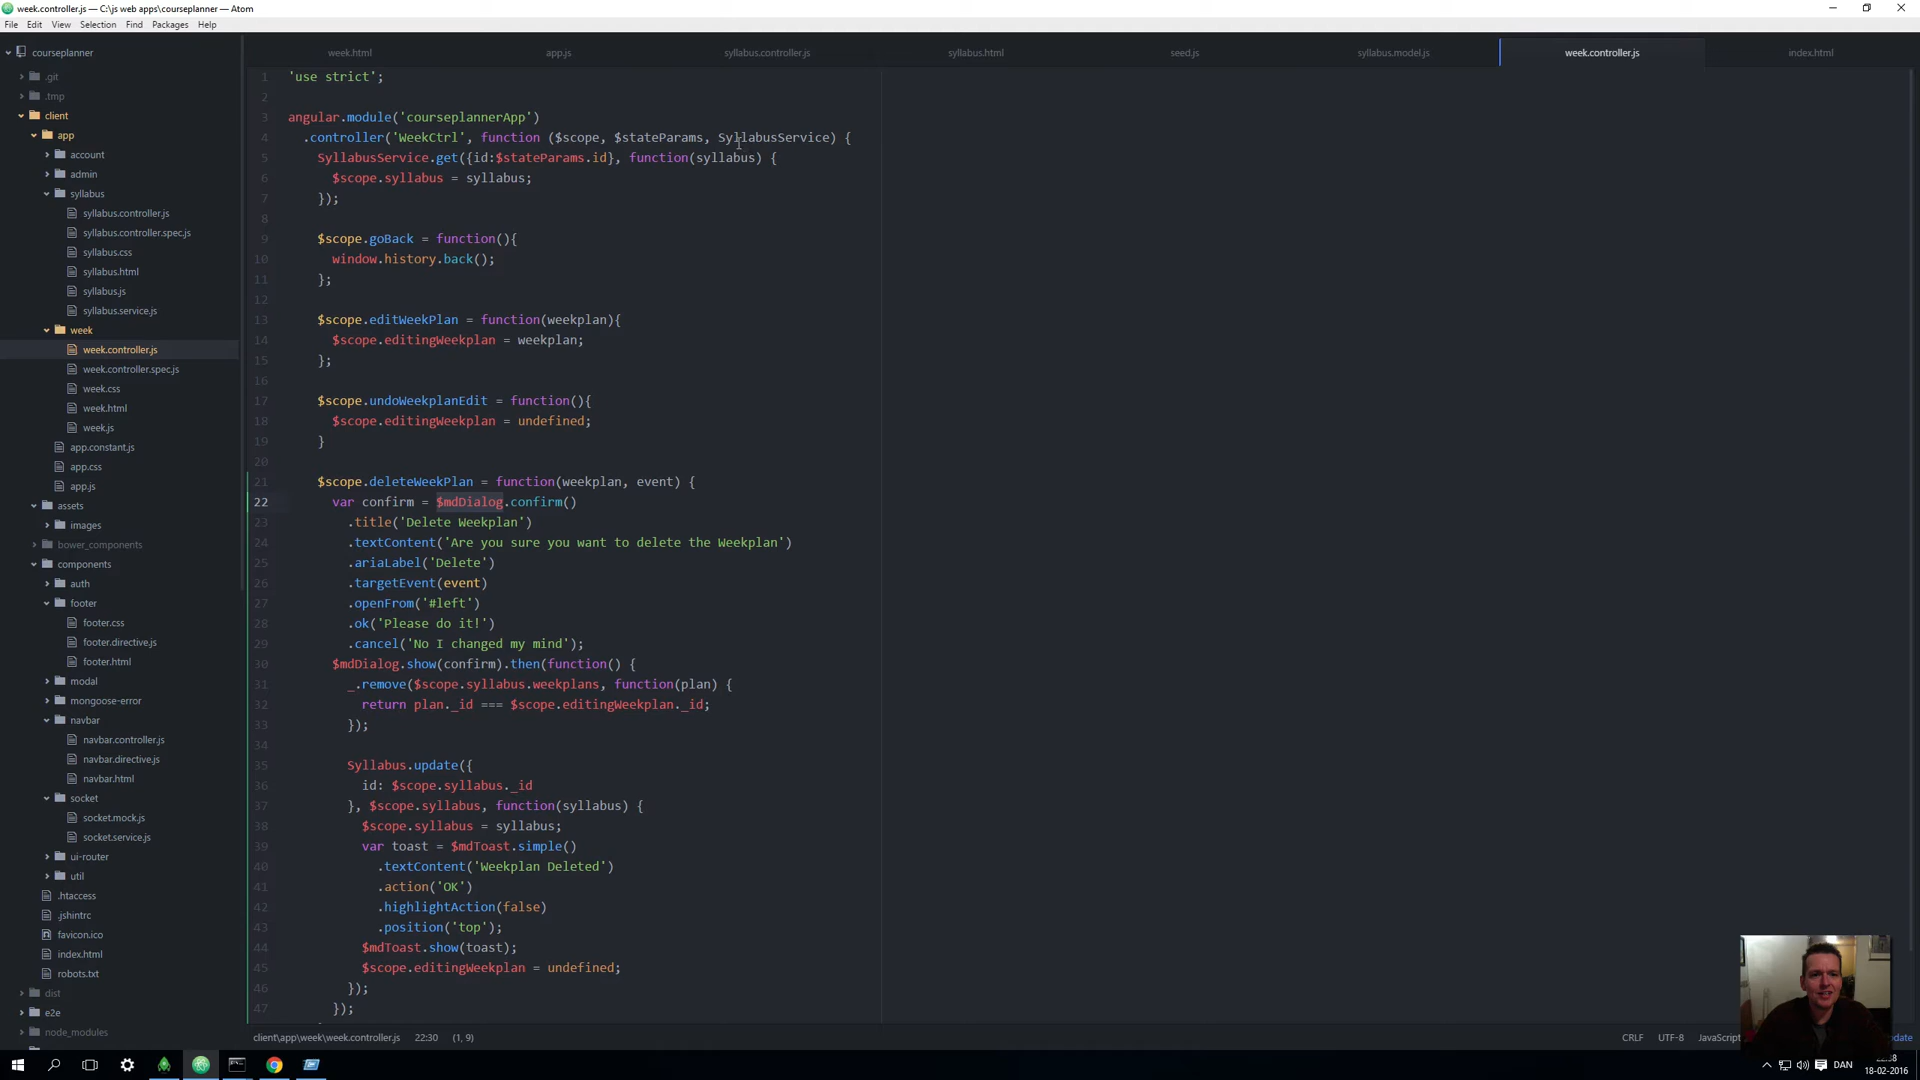 week.controller.js — C:\js web apps\courseplanner — Atom
File Edit View Selection Find Packages Help
courseplanner
.git
.tmp
client
app
account
admin
syllabus
syllabus.controller.js
syllabus.controller.spec.js
syllabus.css
syllabus.html
syllabus.js
syllabus.service.js
week
week.controller.js
week.controller.spec.js
week.css
week.html
week.js
app.constant.js
app.css
app.js
assets
images
bower_components
components
auth
footer
footer.css
footer.directive.js
footer.html
modal
mongoose-error
navbar
navbar.controller.js
navbar.directive.js
navbar.html
socket
socket.mock.js
socket.service.js
ui-router
util
.htaccess
.jshintrc
favicon.ico
index.html
robots.txt
dist
e2e
node_modules
week.html app.js syllabus.controller.js syllabus.html seed.js syllabus.model.js week.controller.js index.html
1 'use strict';
2
3 angular.module('courseplannerApp')
4 .controller('WeekCtrl', function ($scope, $stateParams, SyllabusService) {
5 SyllabusService.get({id:$stateParams.id}, function(syllabus) {
6 $scope.syllabus = syllabus;
7 });
8
9 $scope.goBack = function(){
10 window.history.back();
11 };
12
13 $scope.editWeekPlan = function(weekplan){
14 $scope.editingWeekplan = weekplan;
15 };
16
17 $scope.undoWeekplanEdit = function(){
18 $scope.editingWeekplan = undefined;
19 }
20
21 $scope.deleteWeekPlan = function(weekplan, event) {
22 var confirm = $mdDialog.confirm()
23 .title('Delete Weekplan')
24 .textContent('Are you sure you want to delete the Weekplan')
25 .ariaLabel('Delete')
26 .targetEvent(event)
27 .openFrom('#left')
28 .ok('Please do it!')
29 .cancel('No I changed my mind');
30 $mdDialog.show(confirm).then(function() {
31 _.remove($scope.syllabus.weekplans, function(plan) {
32 return plan._id === $scope.editingWeekplan._id;
33 });
34
35 Syllabus.update({
36 id: $scope.syllabus._id
37 }, $scope.syllabus, function(syllabus) {
38 $scope.syllabus = syllabus;
39 var toast = $mdToast.simple()
40 .textContent('Weekplan Deleted')
41 .action('OK')
42 .highlightAction(false)
43 .position('top');
44 $mdToast.show(toast);
45 $scope.editingWeekplan = undefined;
46 });
47 });
client\app\week\week.controller.js 22:30 (1, 9) CRLF UTF-8 JavaScript
DAN
18-02-2016